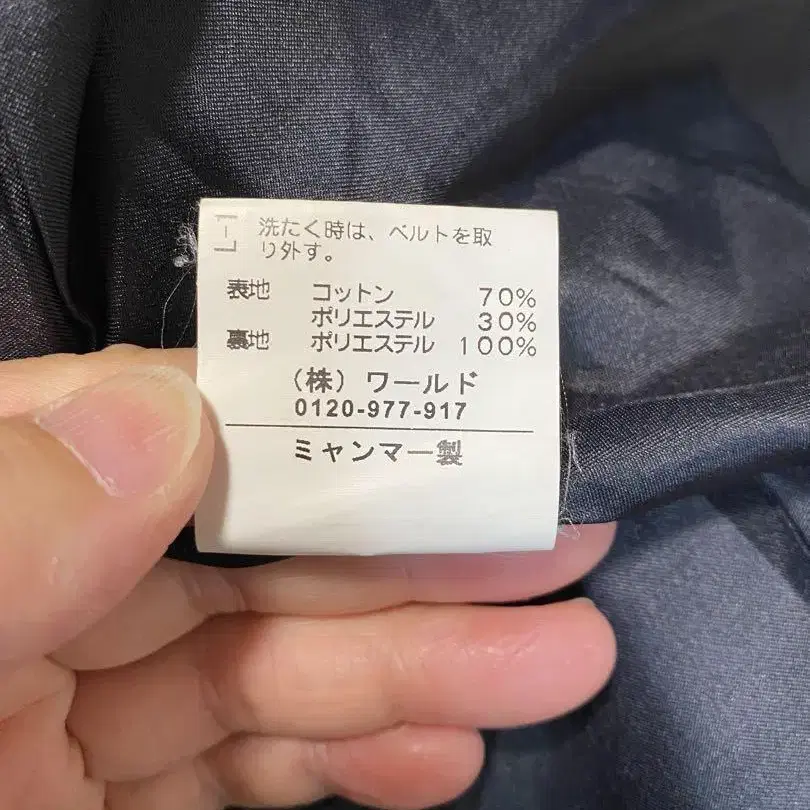 L-1
洗たく時は、ベルトを取
り外す。
表地 コットン 70%
ポリエステル 30%
裏地 ポリエステル 100%
(株) ワールド
0120-977-917
ミャンマー製